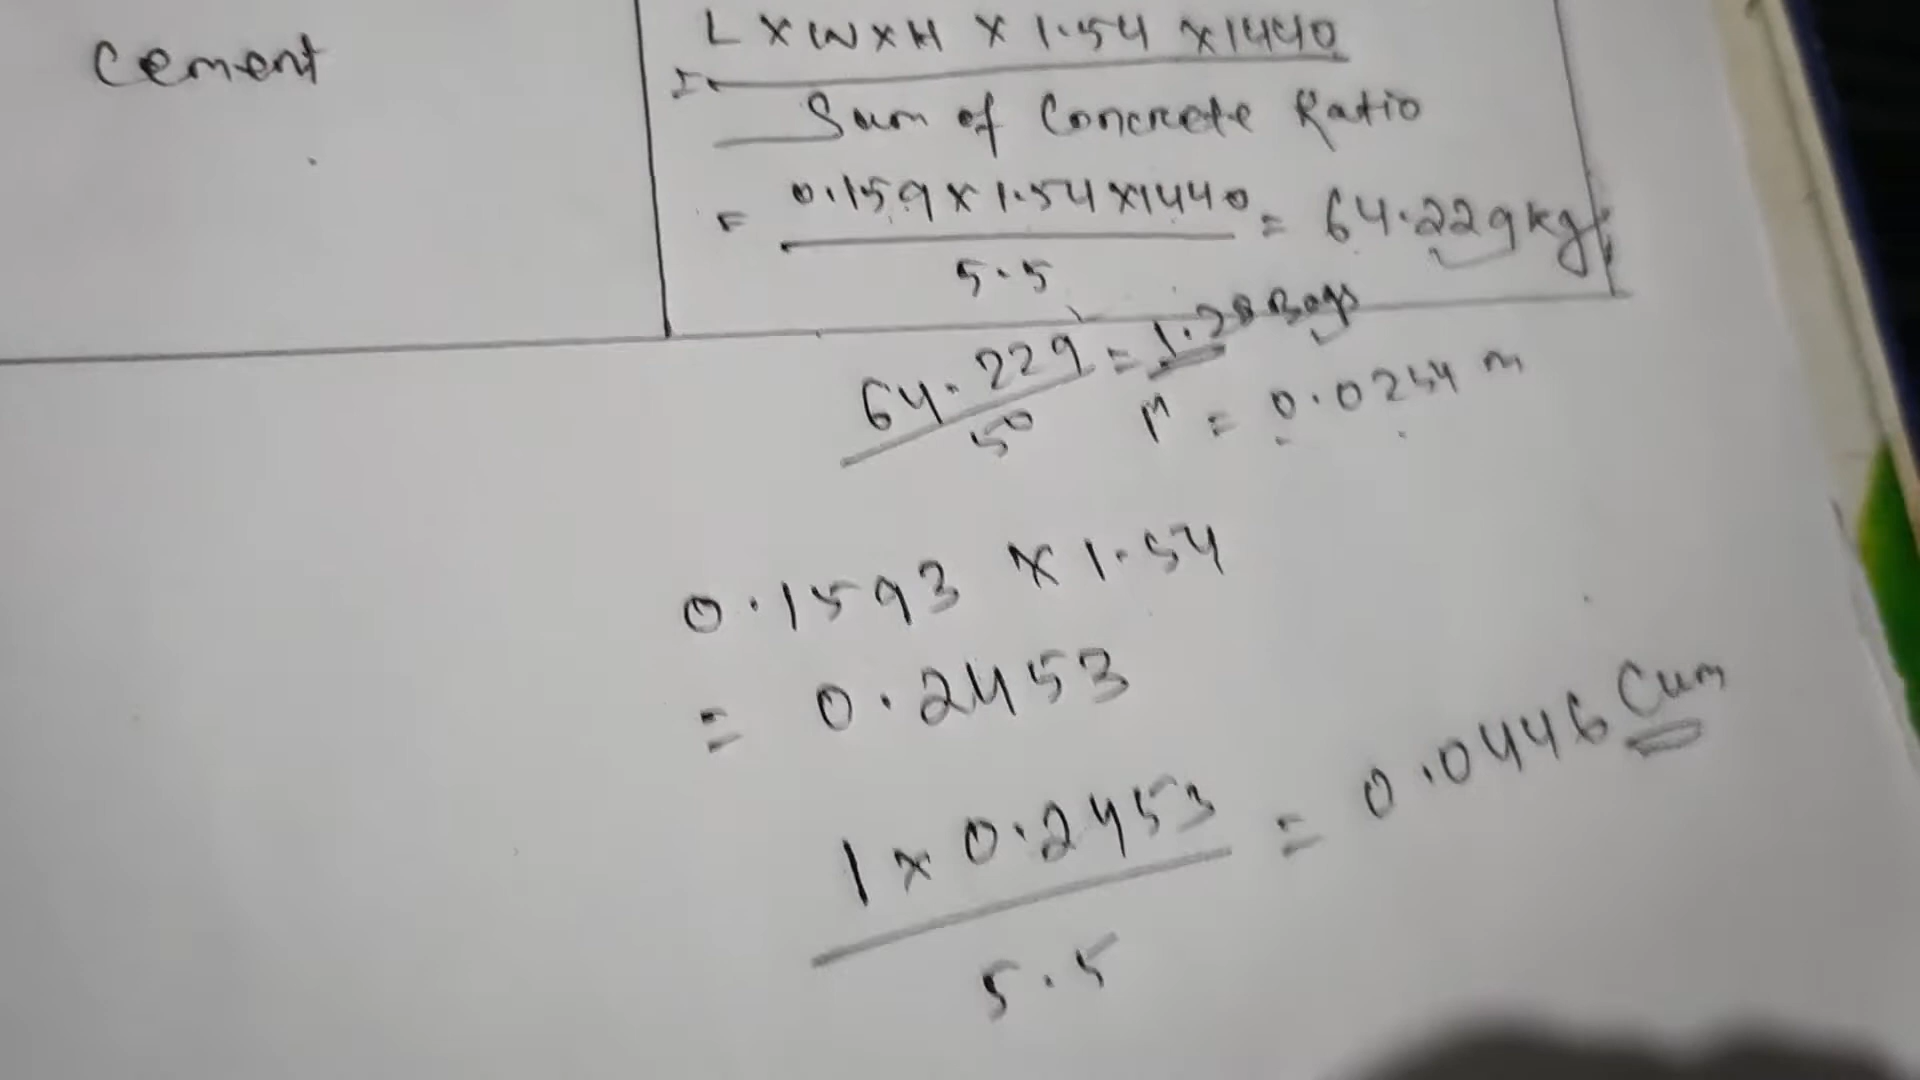 Cement
L x W x H x 1.54 x 1440
=
Sum of Concrete Ratio
= 0.159 x 1.54 x 1440 = 64.229 kg
5.5
64.229 = 1.28 Bags
50
1" = 0.0254 m
0.1593 x 1.54
= 0.2453
1 x 0.2453 = 0.0446 Cum
5.5